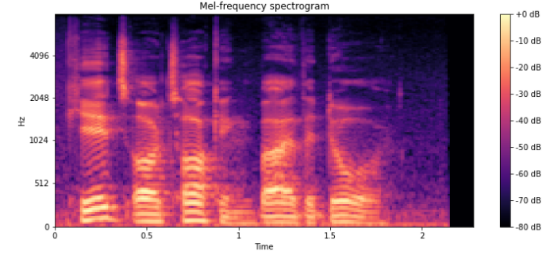 Mel-frequency spectrogram
+0 dB
-10 dB
-20 dB
-30 dB
-40 dB
-50 dB
-60 dB
-70 dB
-80 dB
4096
2048
1024
512
0
Hz
0
0.5
1
1.5
2
Time